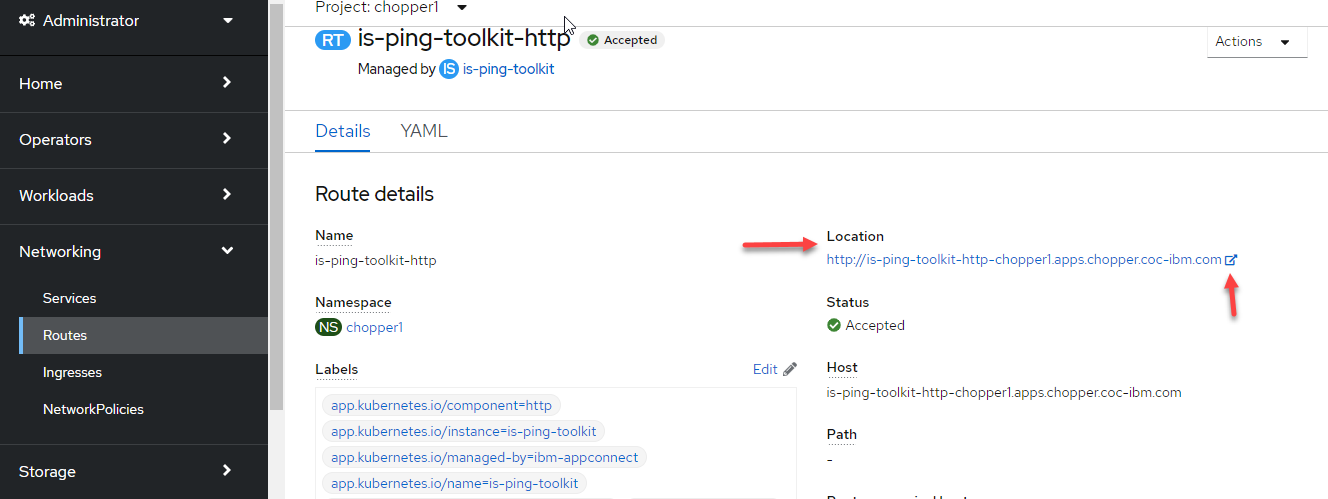 Administrator
Home
Operators
Workloads
Networking
Services
Routes
Ingresses
NetworkPolicies
Storage
Project: chopper1
RT is-ping-toolkit-http Accepted
Managed by IS is-ping-toolkit
Actions
Details YAML
Route details
Name
is-ping-toolkit-http
Namespace
NS chopper1
Labels Edit
app.kubernetes.io/component=http
app.kubernetes.io/instance=is-ping-toolkit
app.kubernetes.io/managed-by=ibm-appconnect
app.kubernetes.io/name=is-ping-toolkit
Location
http://is-ping-toolkit-http-chopper1.apps.chopper.coc-ibm.com
Status
Accepted
Host
is-ping-toolkit-http-chopper1.apps.chopper.coc-ibm.com
Path
-